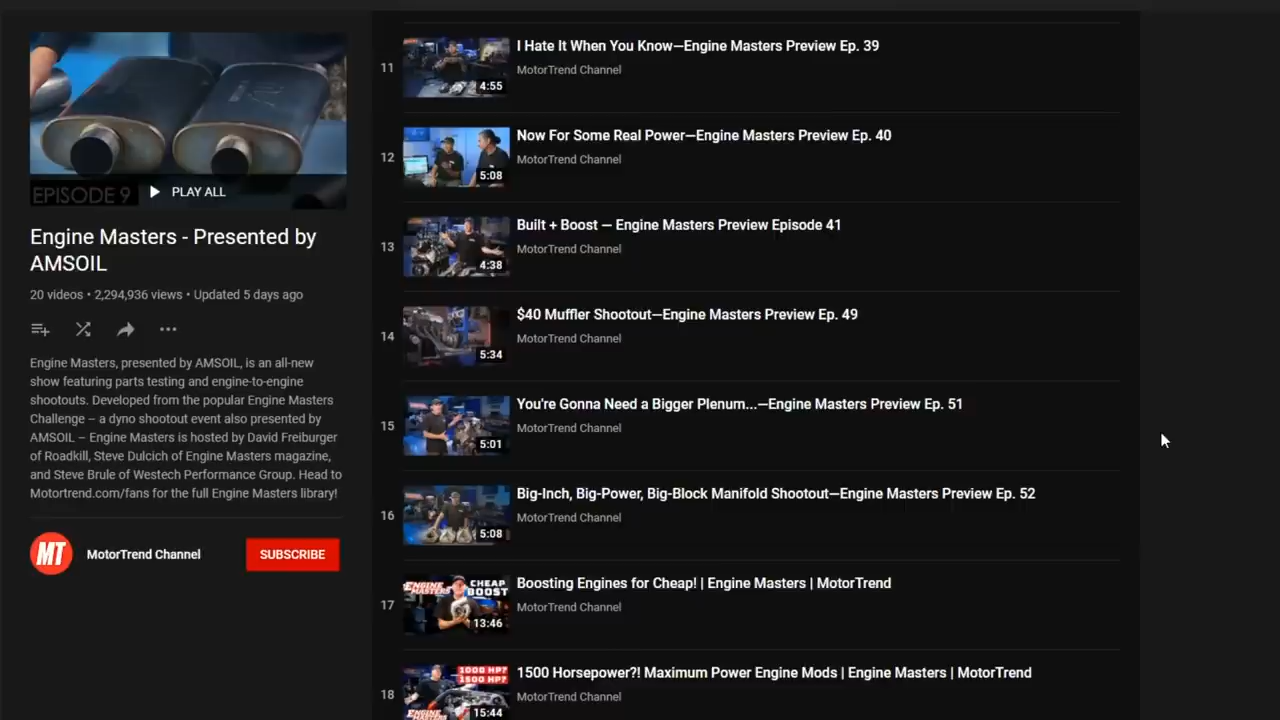 EPISODE 9
PLAY ALL
Engine Masters - Presented by
AMSOIL
20 videos • 2,294,936 views • Updated 5 days ago
Engine Masters, presented by AMSOIL, is an all-new
show featuring parts testing and engine-to-engine
shootouts. Developed from the popular Engine Masters
Challenge – a dyno shootout event also presented by
AMSOIL – Engine Masters is hosted by David Freiburger
of Roadkill, Steve Dulcich of Engine Masters magazine,
and Steve Brule of Westech Performance Group. Head to
Motortrend.com/fans for the full Engine Masters library!
MT
MotorTrend Channel
SUBSCRIBE
11
4:55
I Hate It When You Know—Engine Masters Preview Ep. 39
MotorTrend Channel
12
5:08
Now For Some Real Power—Engine Masters Preview Ep. 40
MotorTrend Channel
13
4:38
Built + Boost — Engine Masters Preview Episode 41
MotorTrend Channel
14
5:34
$40 Muffler Shootout—Engine Masters Preview Ep. 49
MotorTrend Channel
15
5:01
You're Gonna Need a Bigger Plenum...—Engine Masters Preview Ep. 51
MotorTrend Channel
16
5:08
Big-Inch, Big-Power, Big-Block Manifold Shootout—Engine Masters Preview Ep. 52
MotorTrend Channel
17
ENGINE MASTERS
CHEAP
BOOST
13:46
Boosting Engines for Cheap! | Engine Masters | MotorTrend
MotorTrend Channel
18
1000 HP?
1500 HP?
ENGINE MASTERS
15:44
1500 Horsepower?! Maximum Power Engine Mods | Engine Masters | MotorTrend
MotorTrend Channel